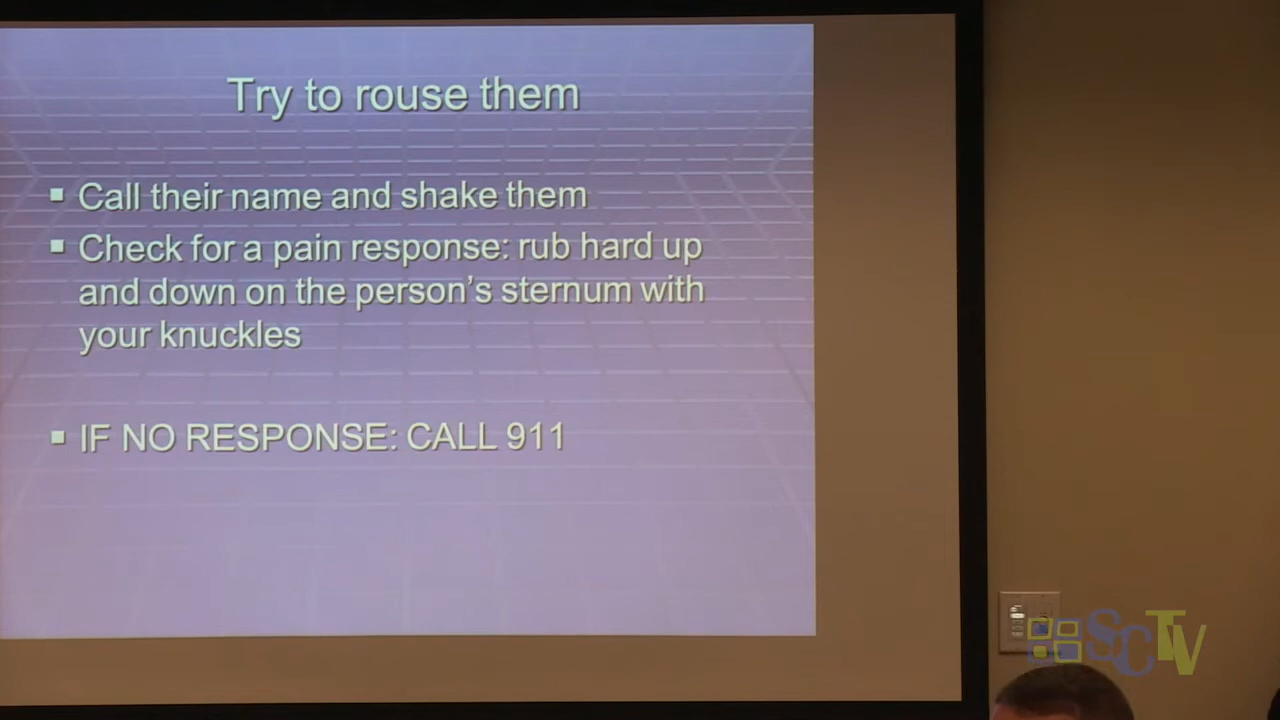 Try to rouse them
▪ Call their name and shake them
▪ Check for a pain response: rub hard up
and down on the person’s sternum with
your knuckles
▪ IF NO RESPONSE: CALL 911
SCTV